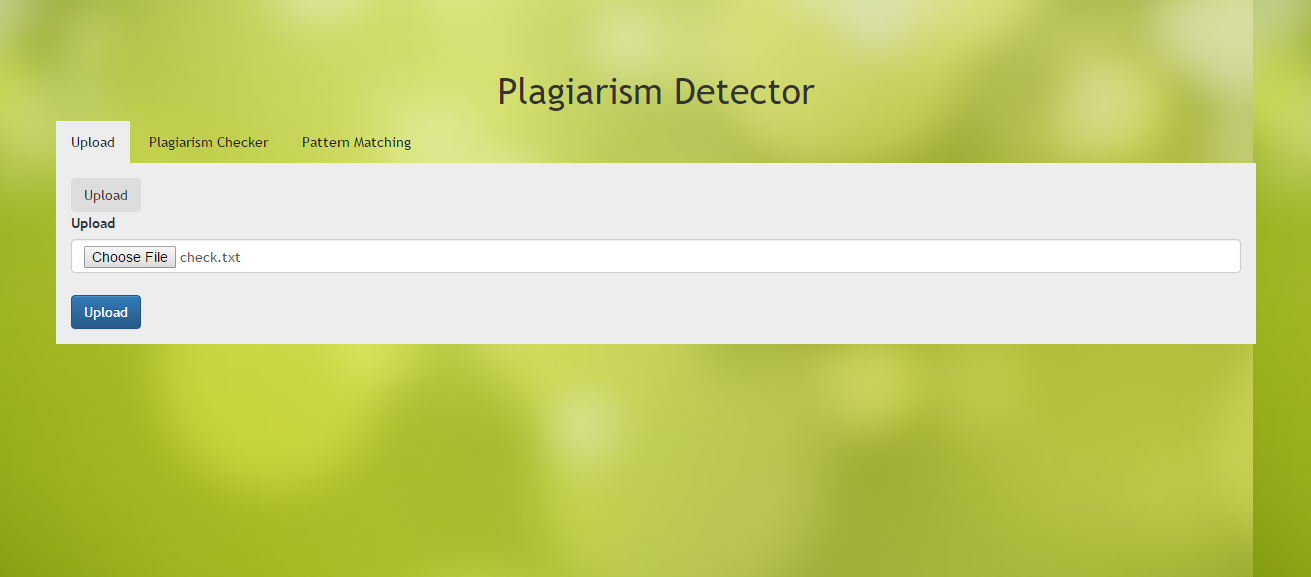 Plagiarism Detector
Upload Plagiarism Checker Pattern Matching
Upload
Upload
Choose File check.txt
Upload